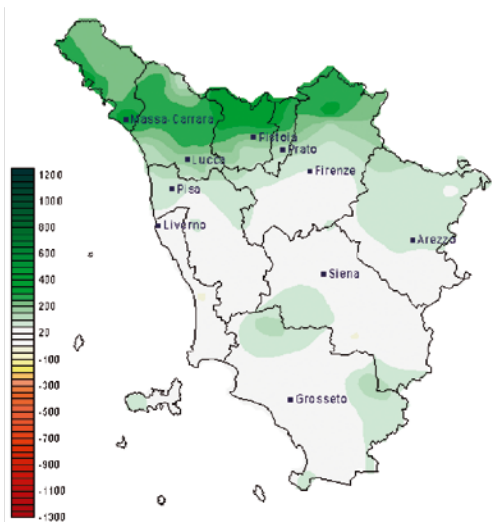 Massa-Carrara
Pistoia
Prato
Lucca
Firenze
Pisa
Livorno
Arezzo
Siena
Grosseto
1200
1000
800
600
400
200
20
-100
-300
-500
-700
-900
-1100
-1300